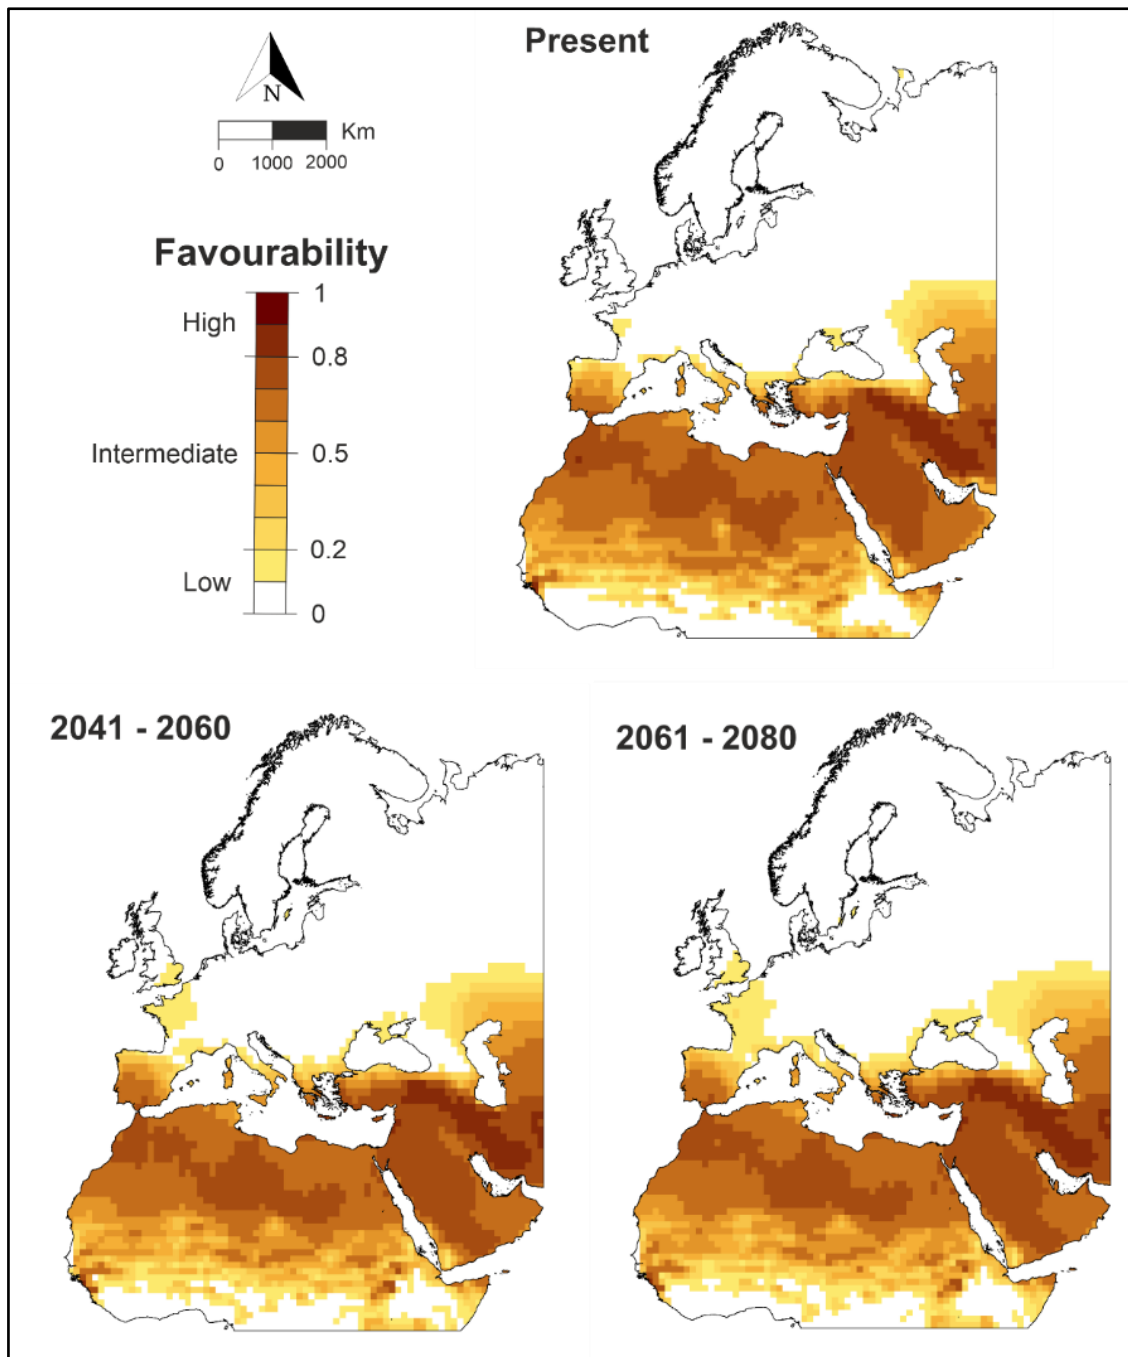 Present
N
Km
0 1000 2000
Favourability
1
High
0.8
Intermediate
0.5
0.2
Low
0
2041 - 2060
2061 - 2080